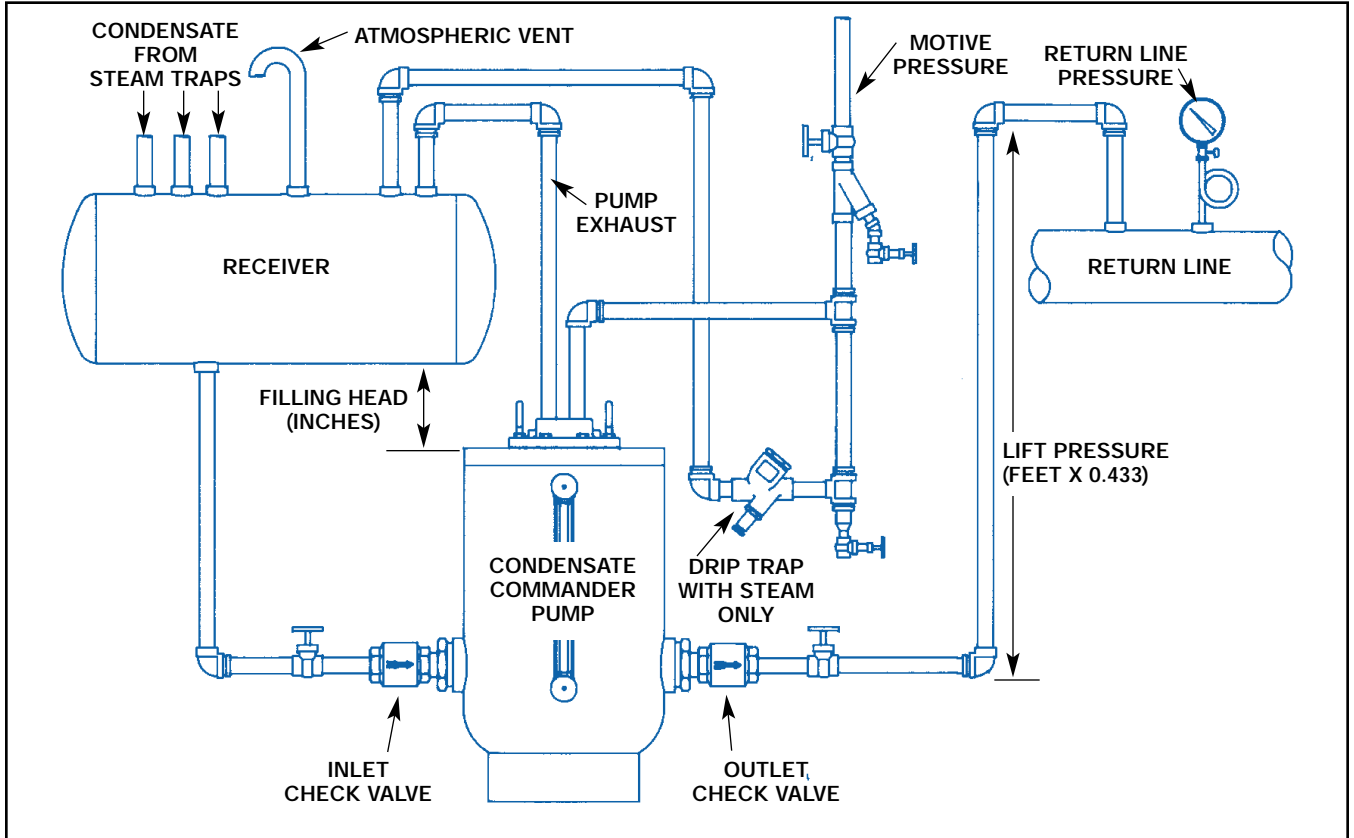 CONDENSATE
FROM
STEAM TRAPS
ATMOSPHERIC VENT
MOTIVE
PRESSURE
RETURN LINE
PRESSURE
PUMP
EXHAUST
RECEIVER
RETURN LINE
FILLING HEAD
(INCHES)
LIFT PRESSURE
(FEET X 0.433)
CONDENSATE
COMMANDER
PUMP
DRIP TRAP
WITH STEAM
ONLY
INLET
CHECK VALVE
OUTLET
CHECK VALVE